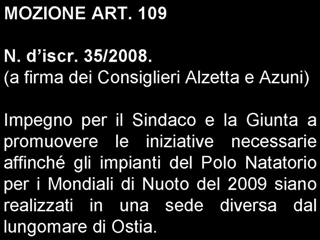 MOZIONE ART. 109
N. d'iscr. 35/2008.
(a firma dei Consiglieri Alzetta e Azuni)
Impegno per il Sindaco e la Giunta a
promuovere le iniziative necessarie
affinché gli impianti del Polo Natatorio
per i Mondiali di Nuoto del 2009 siano
realizzati in una sede diversa dal
lungomare di Ostia.